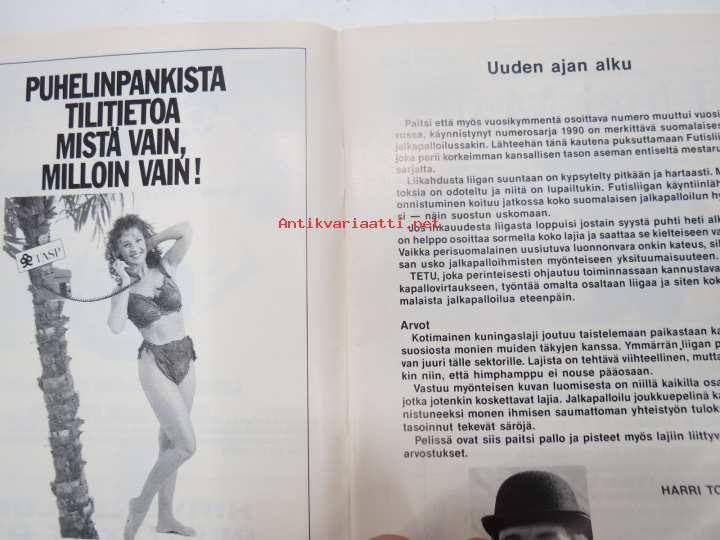 PUHELINPANKISTA
TILITIETOA
MISTÄ VAIN,
MILLOIN VAIN!
TASP
Antikvariaatti.net
Uuden ajan alku
Paitsi että myös vuosikymmentä osoittava numero muuttui vuosi
vussa, käynnistynyt numerosarja 1990 on merkittävä suomalaises
jalkapalloilussakin. Lähteehän tänä kautena puksuttamaan Futislii
joka perii korkeimman kansallisen tason aseman entiseltä mestaru
sarjalta.
Liikahdusta liigan suuntaan on kypsytelty pitkään ja hartaasti. M
toksia on odoteltu ja niitä on lupailtukin. Futisliigan käyntiinläh
onnistuminen koituu jatkossa koko suomalaisen jalkapalloilun hy
si — näin suostun uskomaan.
Jos inkauudesta liigasta loppuisi jostain syystä puhti heti alk
on helppo osoittaa sormella koko lajia ja saattaa se kielteiseen va
Vaikka perisuomalainen uusiutuva luonnonvara onkin kateus, sil
san usko jalkapalloihmisten myönteiseen yksituumaisuuteen.
TETU, joka perinteisesti ohjautuu toiminnassaan kannustavaa
kapallovirtaukseen, työntää omalta osaltaan liigaa ja siten kok
malaista jalkapalloilua eteenpäin.
Arvot
Kotimainen kuningaslaji joutuu taistelemaan paikastaan ka
suosiosta monien muiden täkyjen kanssa. Ymmärrän liigan p
van juuri tälle sektorille. Lajista on tehtävä viihteellinen, mutta
kin niin, että himphamppu ei nouse pääosaan.
Vastuu myönteisen kuvan luomisesta on niillä kaikilla osa
jotka jotenkin koskettavat lajia. Jalkapalloilu joukkuepelinä ka
nistuneeksi monen ihmisen saumattoman yhteistyön tulok
tasoinnut tekevät säröjä.
Pelissä ovat siis paitsi pallo ja pisteet myös lajiin liittyv
arvostukset.
HARRI TO